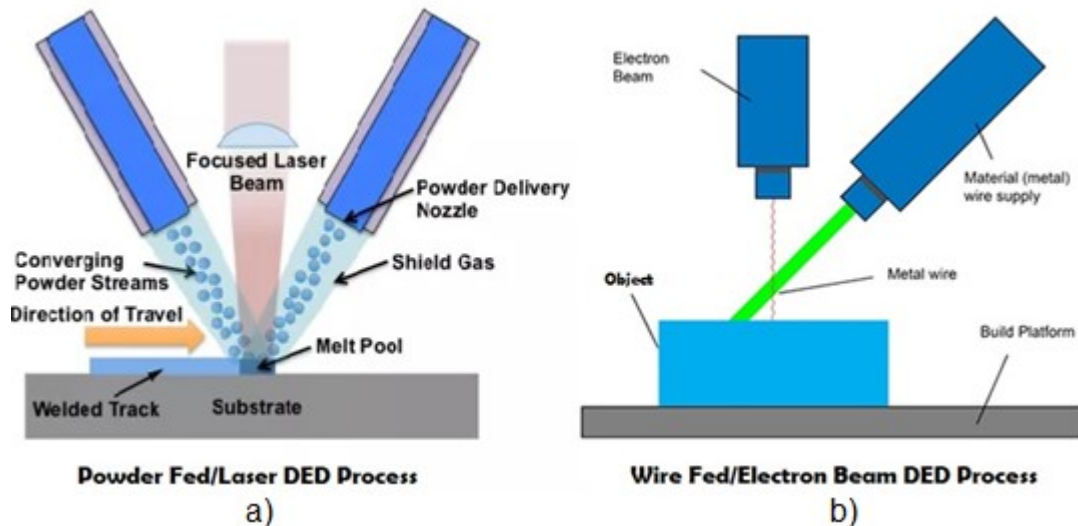 Focused Laser
Beam
Powder Delivery
Nozzle
Converging
Powder Streams
Shield Gas
Direction of Travel
Melt Pool
Welded Track
Substrate
Powder Fed/Laser DED Process
a)
Electron
Beam
Material (metal)
wire supply
Object
Metal wire
Build Platform
Wire Fed/Electron Beam DED Process
b)